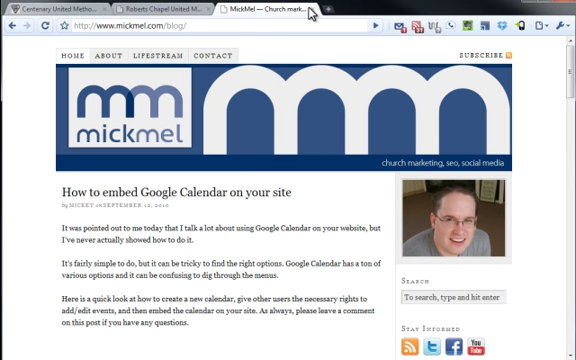 Centenary United Metho...
Roberts Chapel United M...
MickMel — Church mark...
http://www.mickmel.com/blog/
HOME ABOUT LIFESTREAM CONTACT
SUBSCRIBE
mm
mickmel
church marketing, seo, social media
How to embed Google Calendar on your site
by MICKEY on SEPTEMBER 12, 2010
It was pointed out to me today that I talk a lot about using Google Calendar on your website, but
I've never actually showed how to do it.
It's fairly simple to do, but it can be tricky to find the right options. Google Calendar has a ton of
various options and it can be confusing to dig through the menus.
Here is a quick look at how to create a new calendar, give other users the necessary rights to
add/edit events, and then embed the calendar on your site. As always, please leave a comment
on this post if you have any questions.
SEARCH
To search, type and hit enter
STAY INFORMED
You
Tube